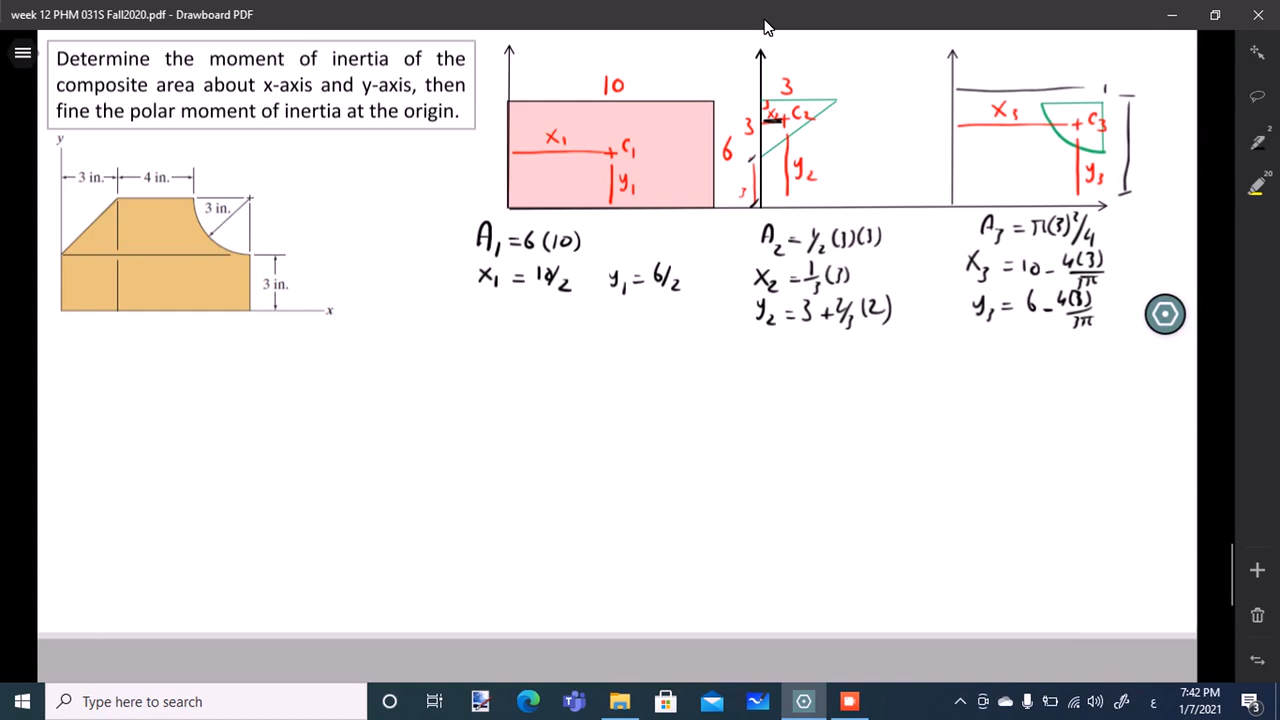 week 12 PHM 031S Fall2020.pdf - Drawboard PDF
Determine the moment of inertia of the
composite area about x-axis and y-axis, then
fine the polar moment of inertia at the origin.
y
3 in.
4 in.
3 in.
3 in.
x
10
x₁
C₁
y₁
6
A₁ = 6 (10)
x₁ = 10/2 y₁ = 6/2
3
3
x₂
C₂
3
y₂
3
A₂ = 1/2 (3)(3)
x₂ = 1/3 (3)
y₂ = 3 + 2/3 (2)
x₃
C₃
y₃
A₃ = π(3)²/4
x₃ = 10 - 4(3)/3π
y₃ = 6 - 4(3)/3π
20
Type here to search
7:42 PM
1/7/2021
3